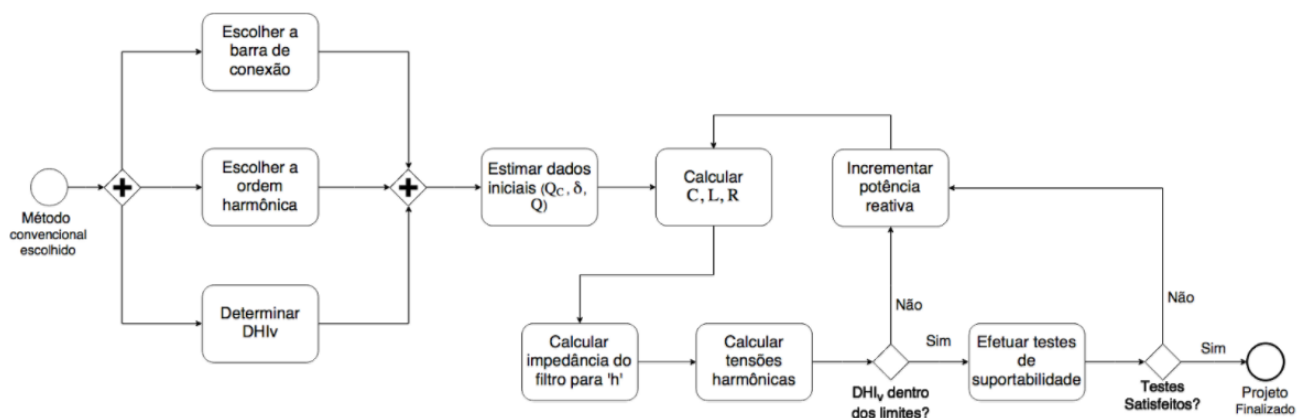 Escolher a
barra de
conexão
Escolher a
ordem
harmônica
Método
convencional
escolhido
Determinar
DHIv
Estimar dados
iniciais (QC , δ,
Q)
Calcular
C, L, R
Incrementar
potência
reativa
Não
Não
Calcular
impedância do
filtro para 'h'
Calcular
tensões
harmônicas
Sim
DHIv dentro
dos limites?
Efetuar testes
de
suportabilidade
Testes
Satisfeitos?
Sim
Projeto
Finalizado